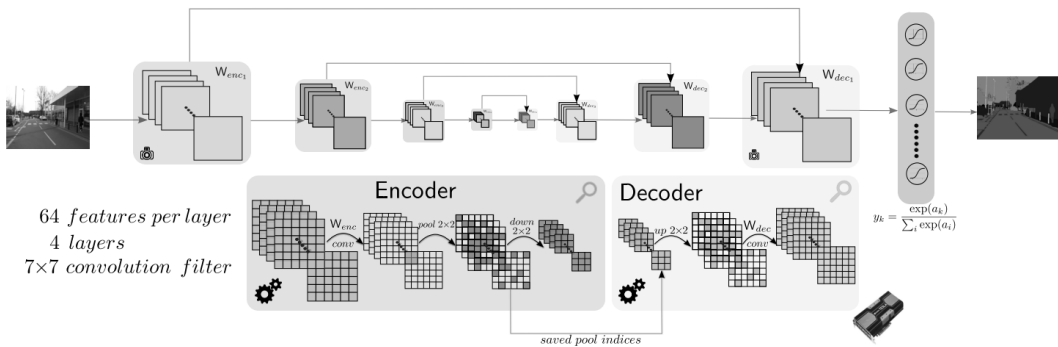 W_enc1
W_enc2
W_dec2
W_dec1
64 features per layer
4 layers
7×7 convolution filter
Encoder
W_enc
conv
pool 2×2
down
2×2
Decoder
up 2×2
W_dec
conv
saved pool indices
y_k = exp(a_k) / ∑_i exp(a_i)